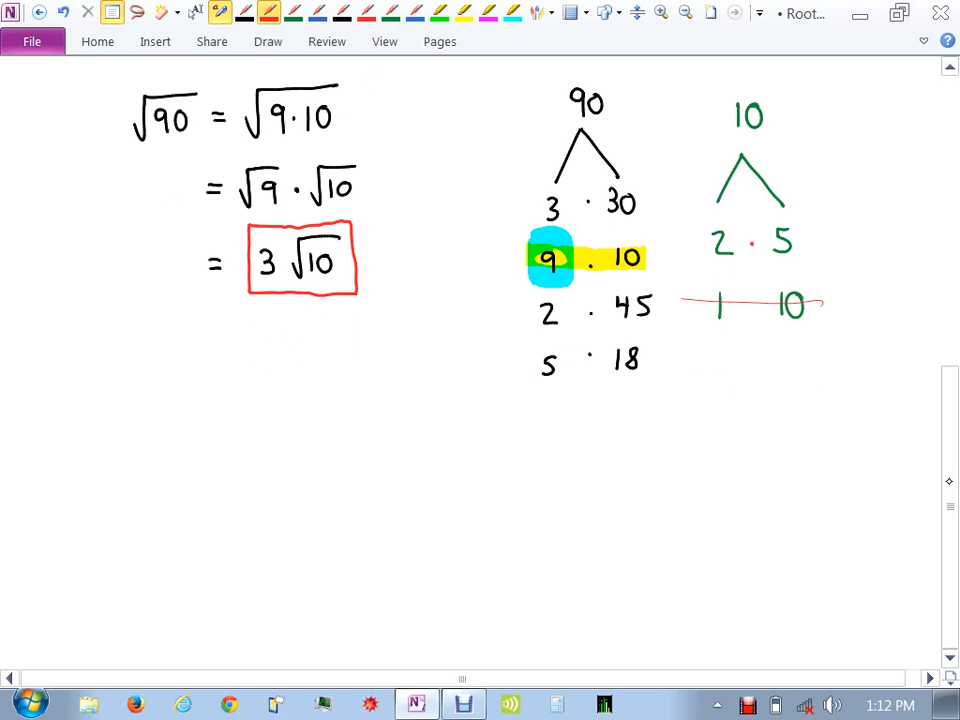 • Root...
File Home Insert Share Draw Review View Pages
√90 = √9·10
= √9 · √10
= 3 √10
90
3 · 30
9 . 10
2 · 45
5 · 18
10
2 · 5
1 10
1:12 PM